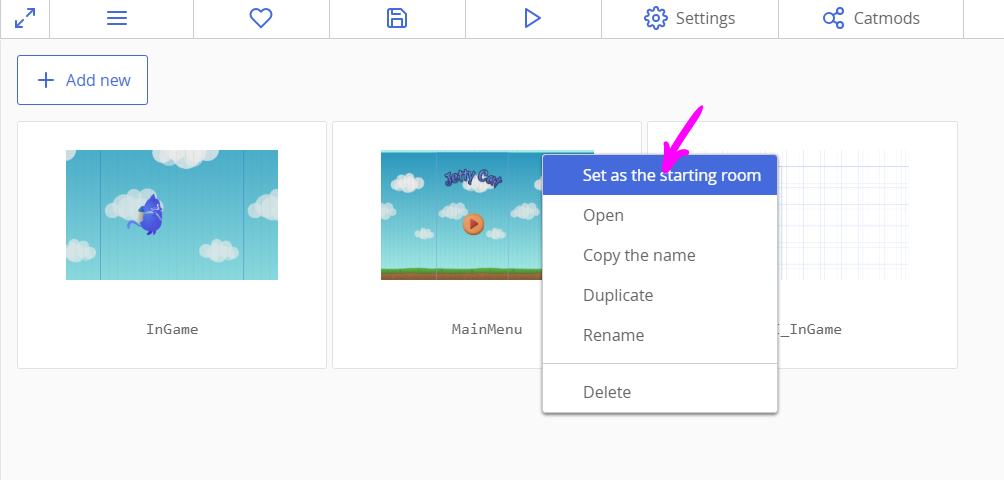 Settings
Catmods
Add new
Jetty Cat
Set as the starting room
Open
Copy the name
Duplicate
Rename
Delete
InGame
MainMenu
_InGame